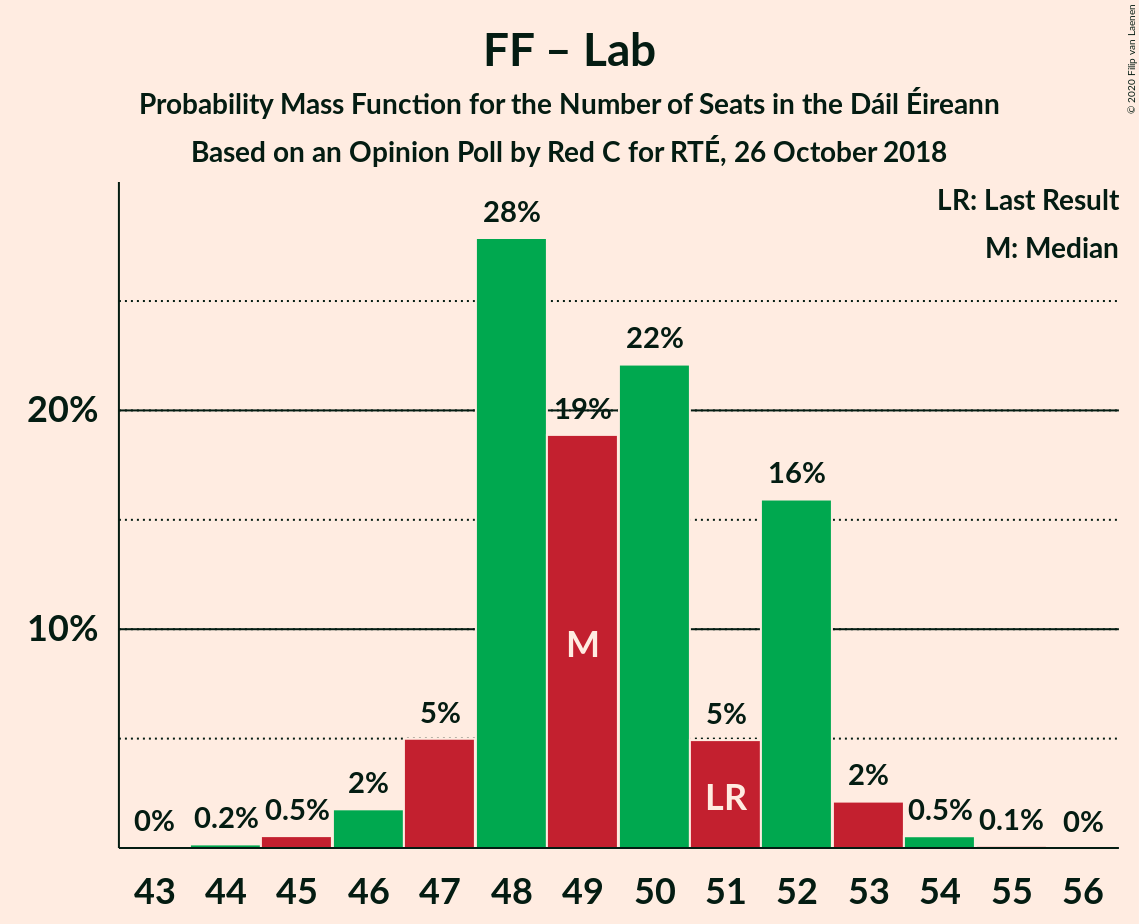 FF – Lab
Probability Mass Function for the Number of Seats in the Dáil Éireann
Based on an Opinion Poll by Red C for RTÉ, 26 October 2018
© 2020 Filip van Laenen
LR: Last Result
M: Median
28%
22%
20%
19%
16%
10%
M
5%
5%
LR
2%
2%
0%
0.2%
0.5%
0.5%
0.1%
0%
43 44 45 46 47 48 49 50 51 52 53 54 55 56